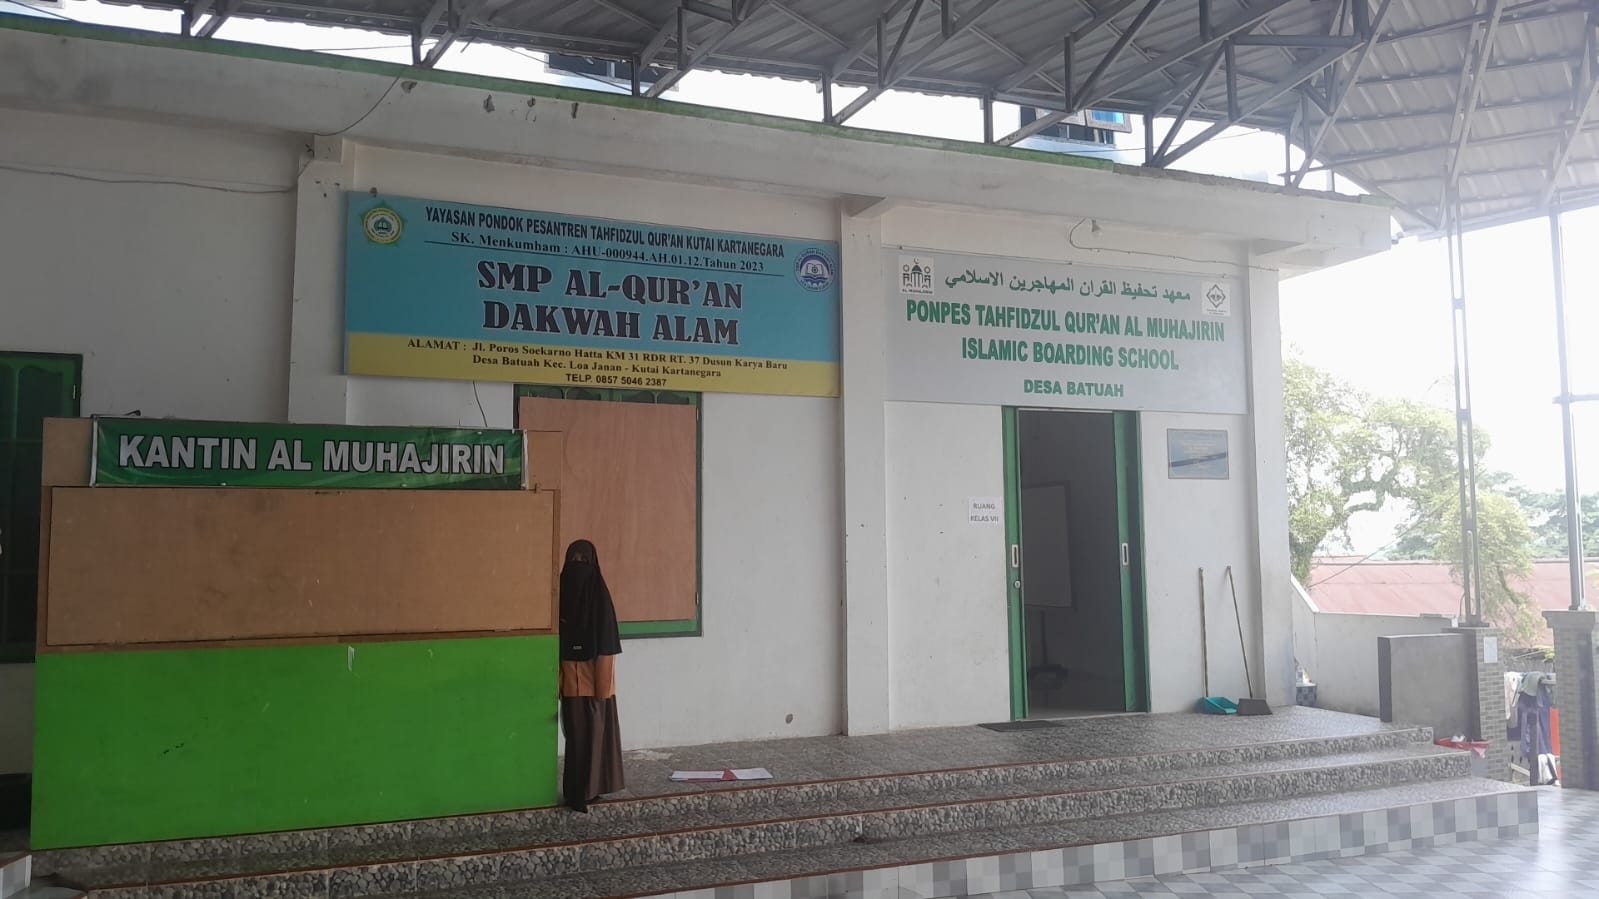 YAYASAN PONDOK PESANTREN TAHFIDZUL QUR'AN KUTAI KARTANEGARA
SK. Menkumham : AHU-000944.AH.01.12.Tahun 2023
SMP AL-QUR'AN
DAKWAH ALAM
ALAMAT : Jl. Poros Soekarno Hatta KM 31 RDR RT. 37 Dusun Karya Baru
Desa Batuah Kec. Loa Janan - Kutai Kartanegara
TELP. 0857 5046 2387
معهد تحفيظ القران المهاجرين الاسلامي
AL MUHAJIRIN
PONPES TAHFIDZUL QUR'AN AL MUHAJIRIN
ISLAMIC BOARDING SCHOOL
DESA BATUAH
KANTIN AL MUHAJIRIN
RUANG
KELAS VII